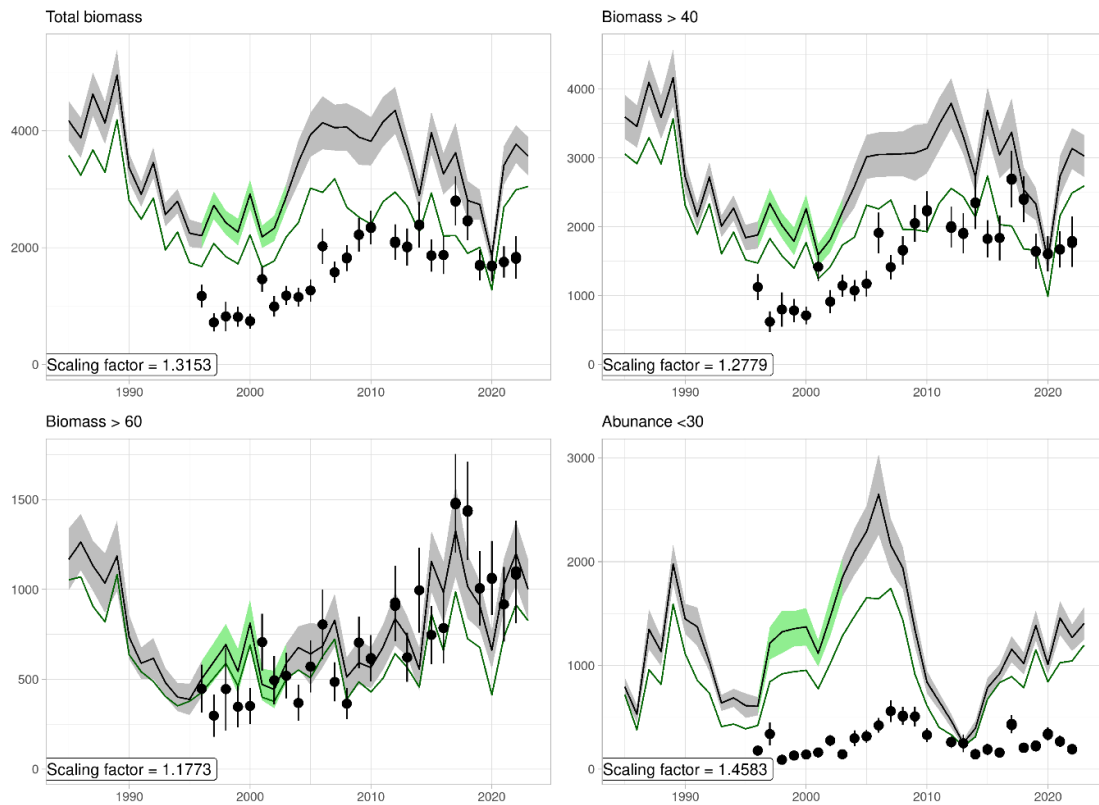 Total biomass
4000
2000
0
Scaling factor = 1.3153
1990 2000 2010 2020
Biomass > 40
4000
3000
2000
1000
0
Scaling factor = 1.2779
1990 2000 2010 2020
Biomass > 60
1500
1000
500
0
Scaling factor = 1.1773
1990 2000 2010 2020
Abunance <30
3000
2000
1000
0
Scaling factor = 1.4583
1990 2000 2010 2020